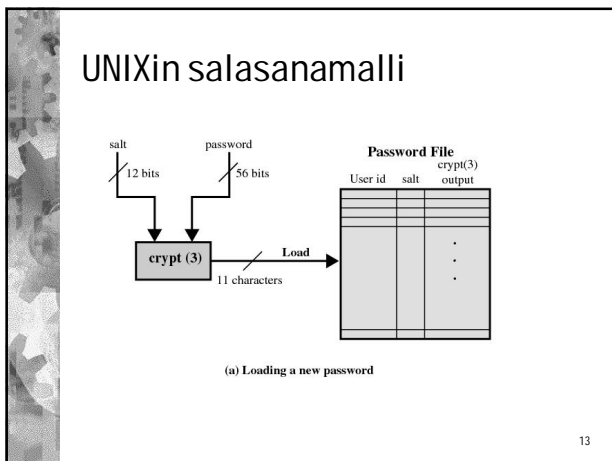 UNIXin salasanamalli
salt
password
12 bits
56 bits
crypt (3)
11 characters
Load
Password File
User id
salt
crypt(3)
output
(a) Loading a new password
13